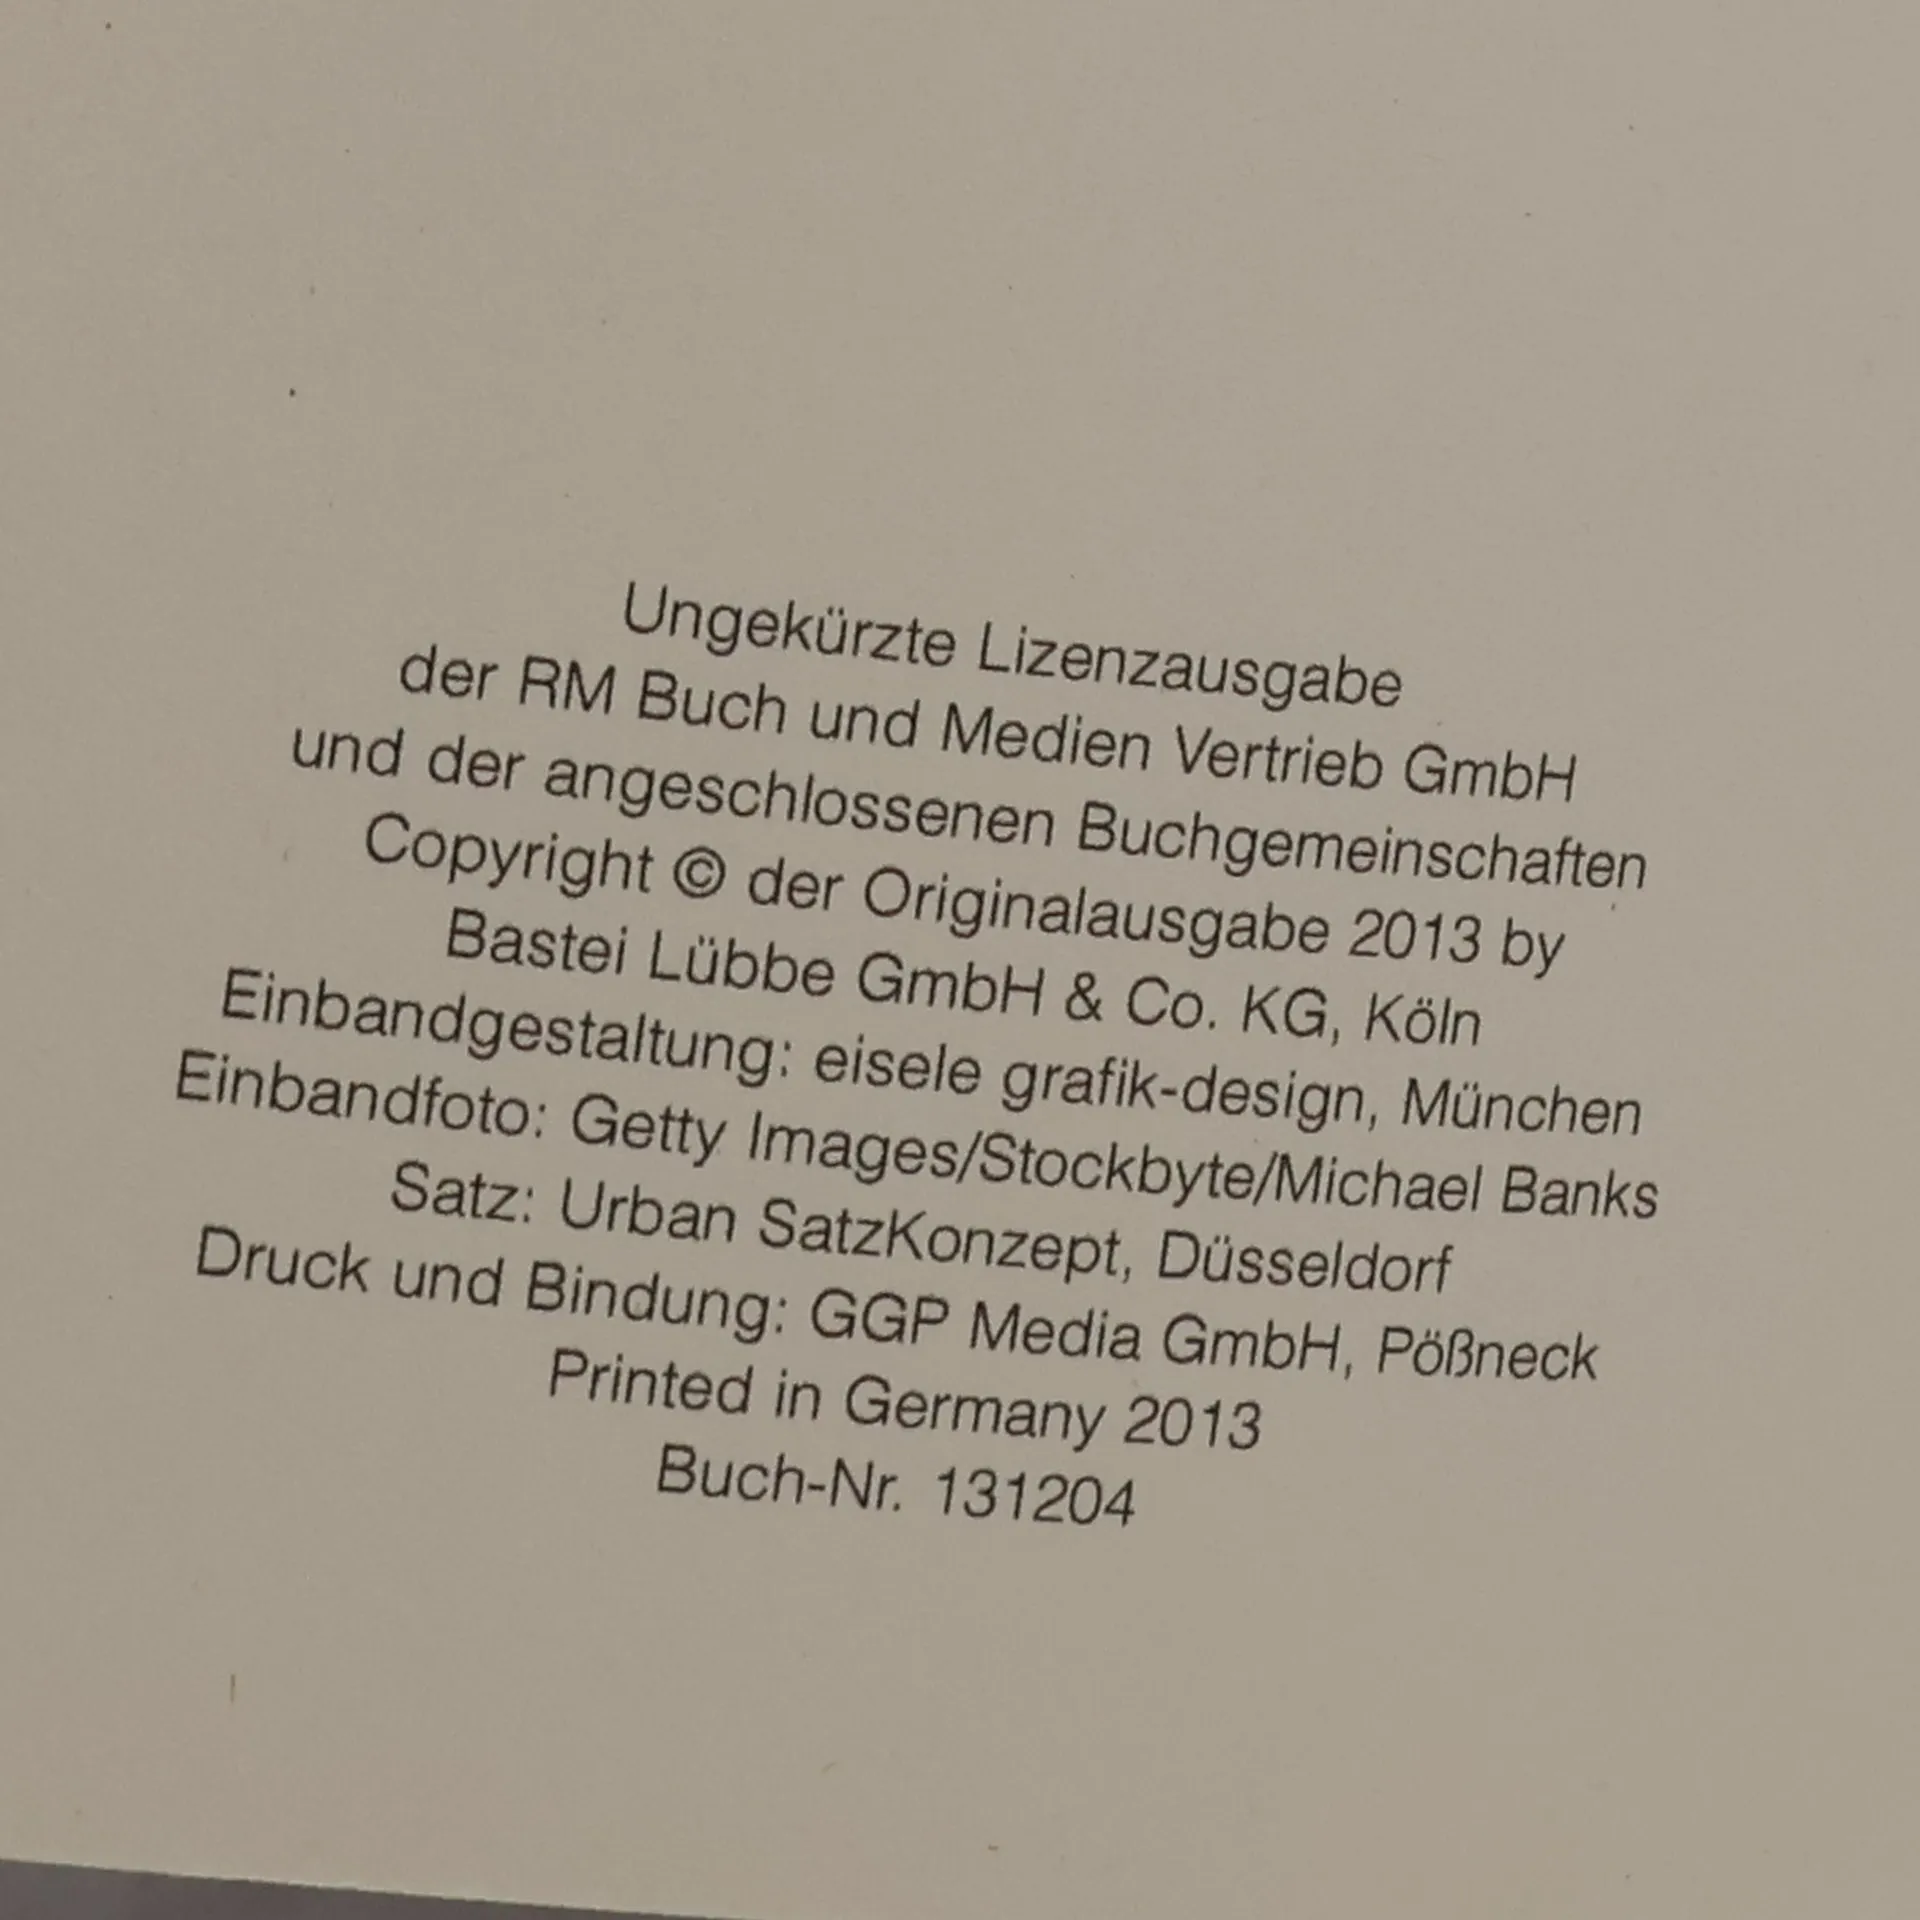 Ungekürzte Lizenzausgabe
der RM Buch und Medien Vertrieb GmbH
und der angeschlossenen Buchgemeinschaften
Copyright © der Originalausgabe 2013 by
Bastei Lübbe GmbH & Co. KG, Köln
Einbandgestaltung: eisele grafik-design, München
Einbandfoto: Getty Images/Stockbyte/Michael Banks
Satz: Urban SatzKonzept, Düsseldorf
Druck und Bindung: GGP Media GmbH, Pößneck
Printed in Germany 2013
Buch-Nr. 131204